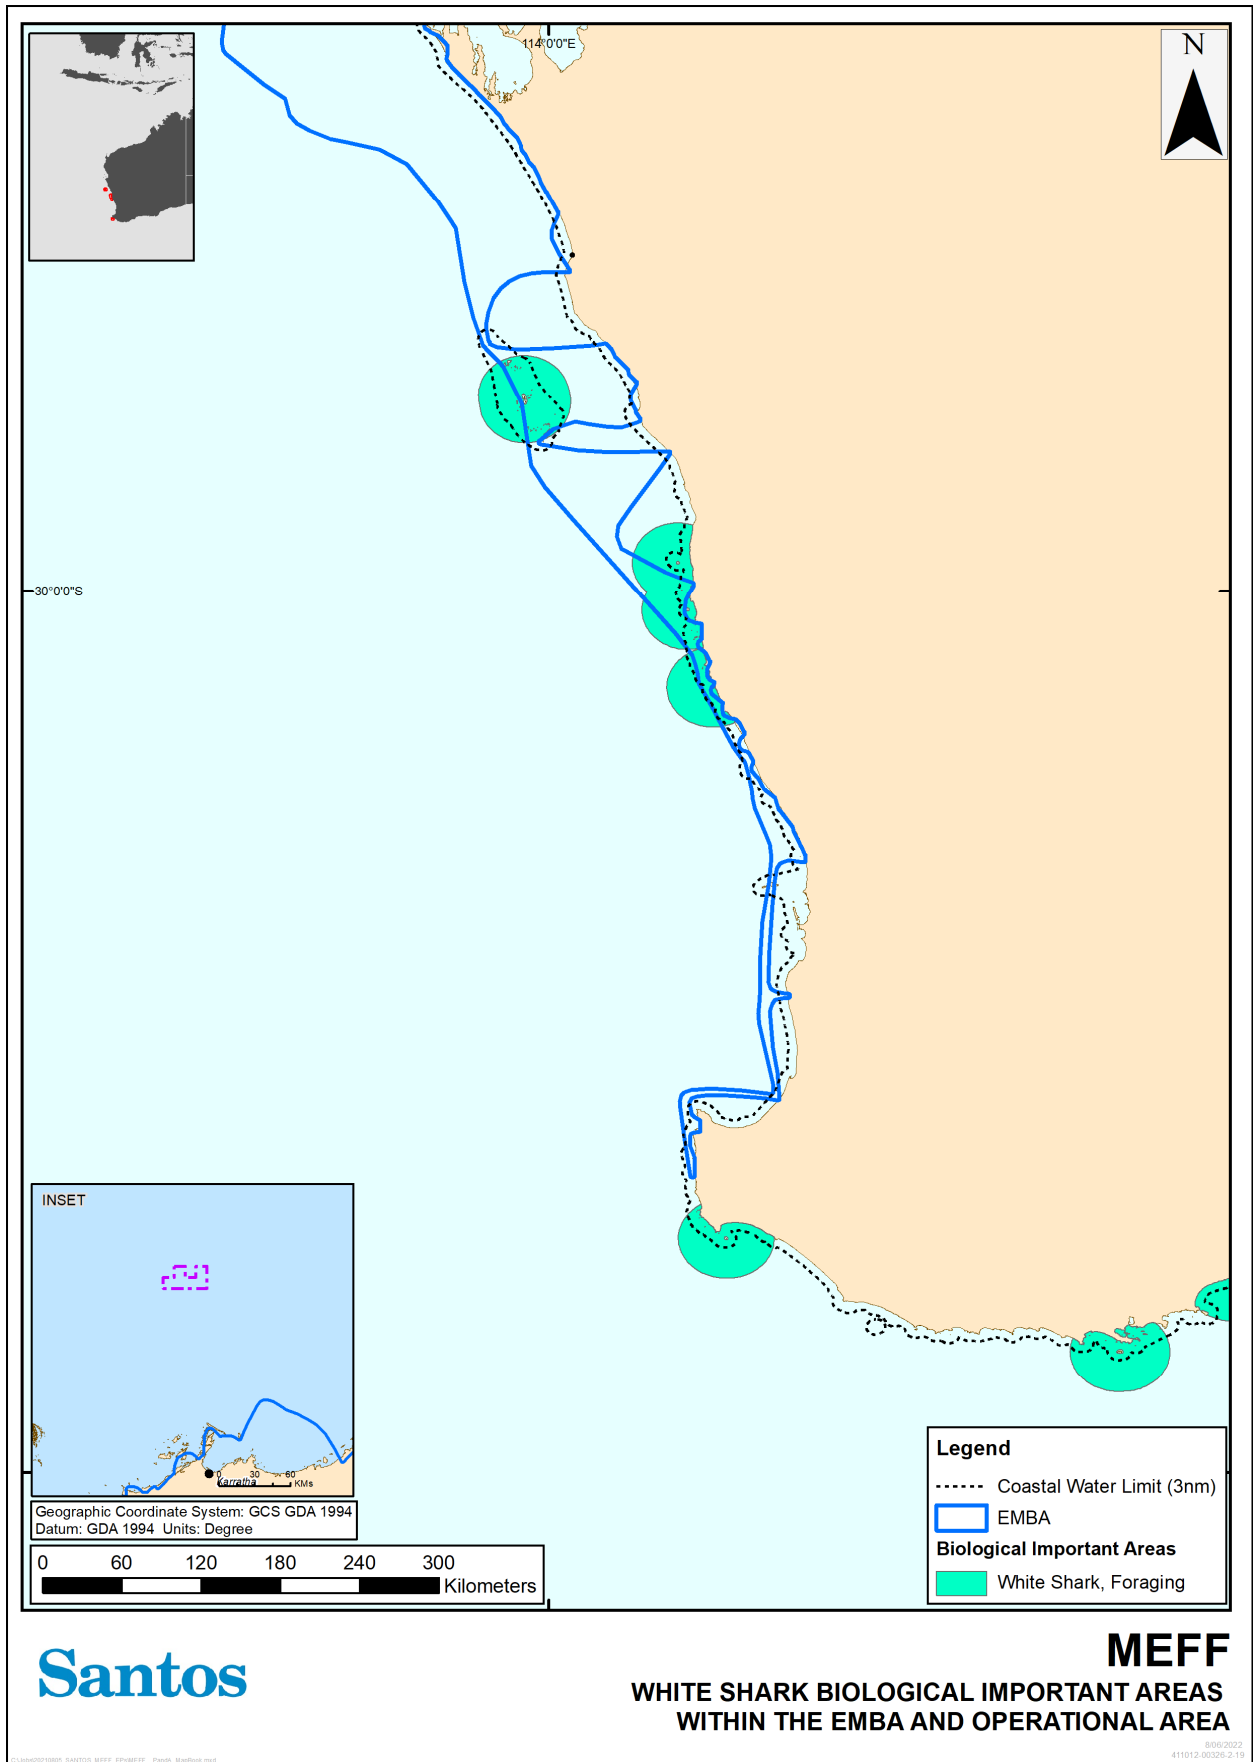 114°0'0"E
N
30°0'0"S
INSET
Karratha
0 30 60
KMs
Geographic Coordinate System: GCS GDA 1994
Datum: GDA 1994 Units: Degree
0 60 120 180 240 300
Kilometers
Legend
Coastal Water Limit (3nm)
EMBA
Biological Important Areas
White Shark, Foraging
Santos
MEFF
WHITE SHARK BIOLOGICAL IMPORTANT AREAS
WITHIN THE EMBA AND OPERATIONAL AREA
8/06/2022
411012-00326-2-19